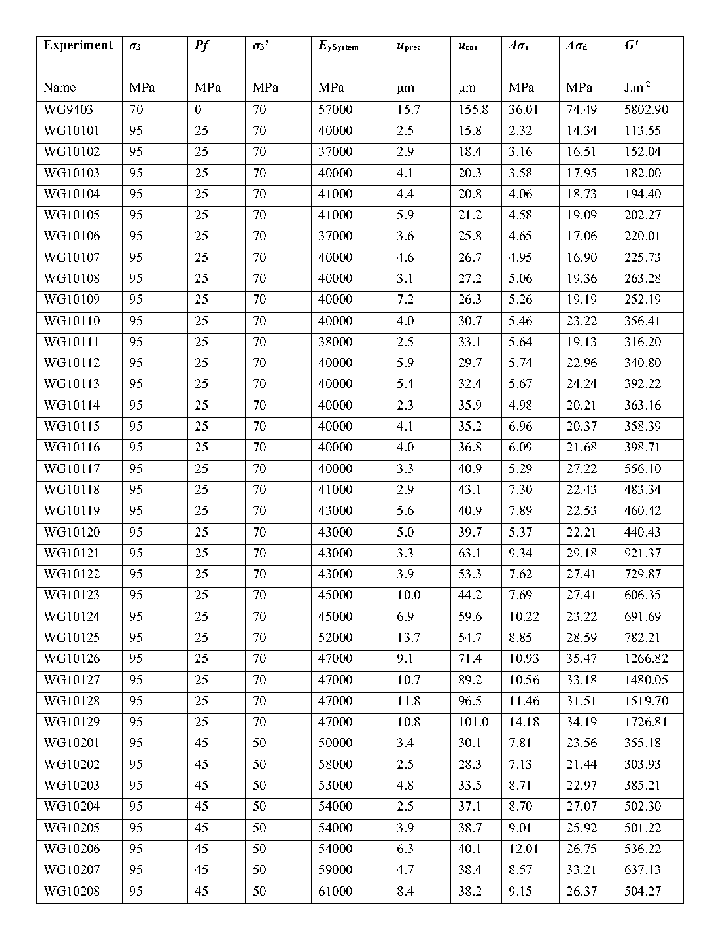 Experiment σ₃ Pf σ₃' E ySystem u prec u cos Δσ Δσd G'
Name MPa MPa MPa MPa μm μm MPa MPa J.m-2
WG9403 70 0 70 57000 15.7 155.8 36.01 74.49 5802.90
WG10101 95 25 70 40000 2.5 15.8 2.32 14.34 113.55
WG10102 95 25 70 37000 2.9 18.4 3.16 16.51 152.04
WG10103 95 25 70 40000 4.1 20.3 3.58 17.95 182.00
WG10104 95 25 70 41000 4.4 20.8 4.06 18.73 194.40
WG10105 95 25 70 41000 5.9 21.2 4.58 19.09 202.27
WG10106 95 25 70 37000 3.6 25.8 4.65 17.06 220.01
WG10107 95 25 70 40000 4.6 26.7 4.95 16.90 225.73
WG10108 95 25 70 40000 3.1 27.2 5.06 19.36 263.28
WG10109 95 25 70 40000 7.2 26.3 5.26 19.19 252.19
WG10110 95 25 70 40000 4.0 30.7 5.46 23.22 356.41
WG10111 95 25 70 38000 2.5 33.1 5.64 19.13 316.20
WG10112 95 25 70 40000 5.9 29.7 5.74 22.96 340.80
WG10113 95 25 70 40000 5.4 32.4 5.67 24.24 392.22
WG10114 95 25 70 40000 2.3 35.9 4.98 20.21 363.16
WG10115 95 25 70 40000 4.1 35.2 6.96 20.37 358.39
WG10116 95 25 70 40000 4.0 36.8 6.09 21.68 398.71
WG10117 95 25 70 40000 3.3 40.9 5.29 27.22 556.10
WG10118 95 25 70 41000 2.9 43.1 7.30 22.43 483.34
WG10119 95 25 70 43000 5.6 40.9 7.89 22.53 460.42
WG10120 95 25 70 43000 5.0 39.7 5.37 22.21 440.43
WG10121 95 25 70 43000 3.3 63.1 9.34 29.18 921.37
WG10122 95 25 70 43000 3.9 53.3 7.62 27.41 729.87
WG10123 95 25 70 45000 10.0 44.2 7.69 27.41 606.35
WG10124 95 25 70 45000 6.9 59.6 10.22 23.22 691.69
WG10125 95 25 70 52000 13.7 54.7 8.85 28.59 782.21
WG10126 95 25 70 47000 9.1 71.4 10.93 35.47 1266.82
WG10127 95 25 70 47000 10.7 89.2 10.56 33.18 1480.05
WG10128 95 25 70 47000 11.8 96.5 11.46 31.51 1519.70
WG10129 95 25 70 47000 10.8 101.0 14.18 34.19 1726.81
WG10201 95 45 50 50000 3.4 30.1 7.81 23.56 355.18
WG10202 95 45 50 58000 2.5 28.3 7.13 21.44 303.93
WG10203 95 45 50 53000 4.8 33.5 8.71 22.97 385.21
WG10204 95 45 50 54000 2.5 37.1 8.70 27.07 502.30
WG10205 95 45 50 54000 3.9 38.7 9.01 25.92 501.22
WG10206 95 45 50 54000 6.3 40.1 12.01 26.75 536.22
WG10207 95 45 50 59000 4.7 38.4 8.57 33.21 637.13
WG10208 95 45 50 61000 8.4 38.2 9.15 26.37 504.27